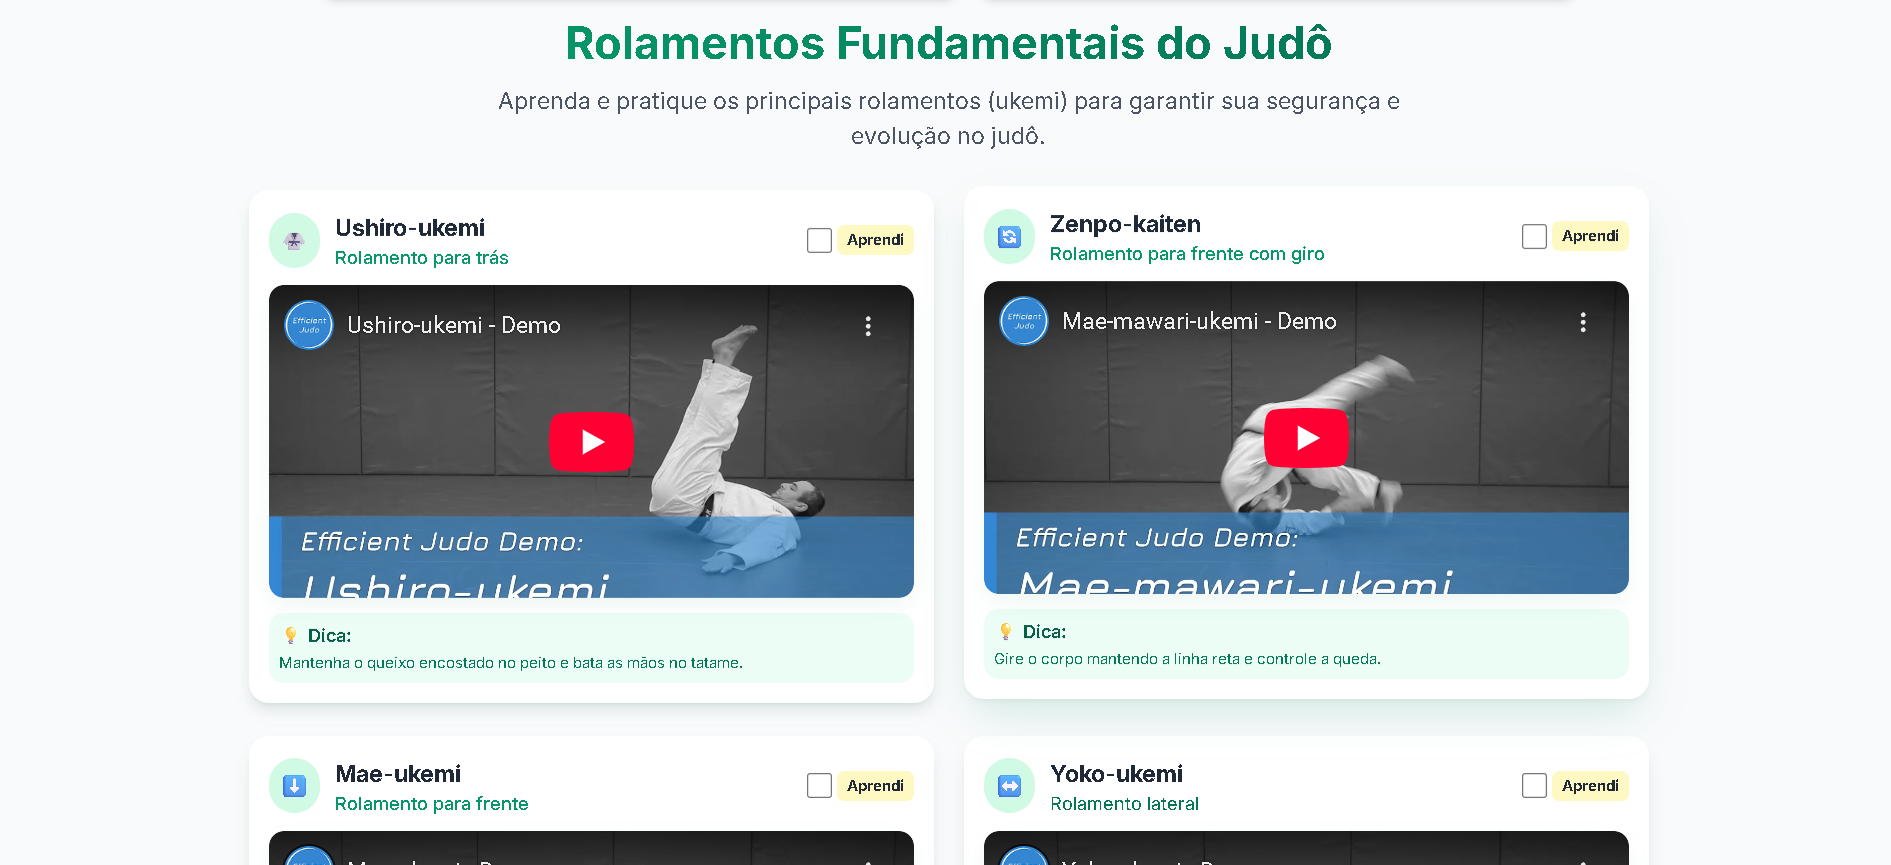 Rolamentos Fundamentais do Judô
Aprenda e pratique os principais rolamentos (ukemi) para garantir sua segurança e
evolução no judô.
Ushiro-ukemi
Rolamento para trás
Aprendi
Efficient
Judo
Ushiro-ukemi - Demo
Efficient Judo Demo:
Ushiro-ukemi
Dica:
Mantenha o queixo encostado no peito e bata as mãos no tatame.
Zenpo-kaiten
Rolamento para frente com giro
Aprendi
Efficient
Judo
Mae-mawari-ukemi - Demo
Efficient Judo Demo:
Mae-mawari-ukemi
Dica:
Gire o corpo mantendo a linha reta e controle a queda.
Mae-ukemi
Rolamento para frente
Aprendi
Yoko-ukemi
Rolamento lateral
Aprendi